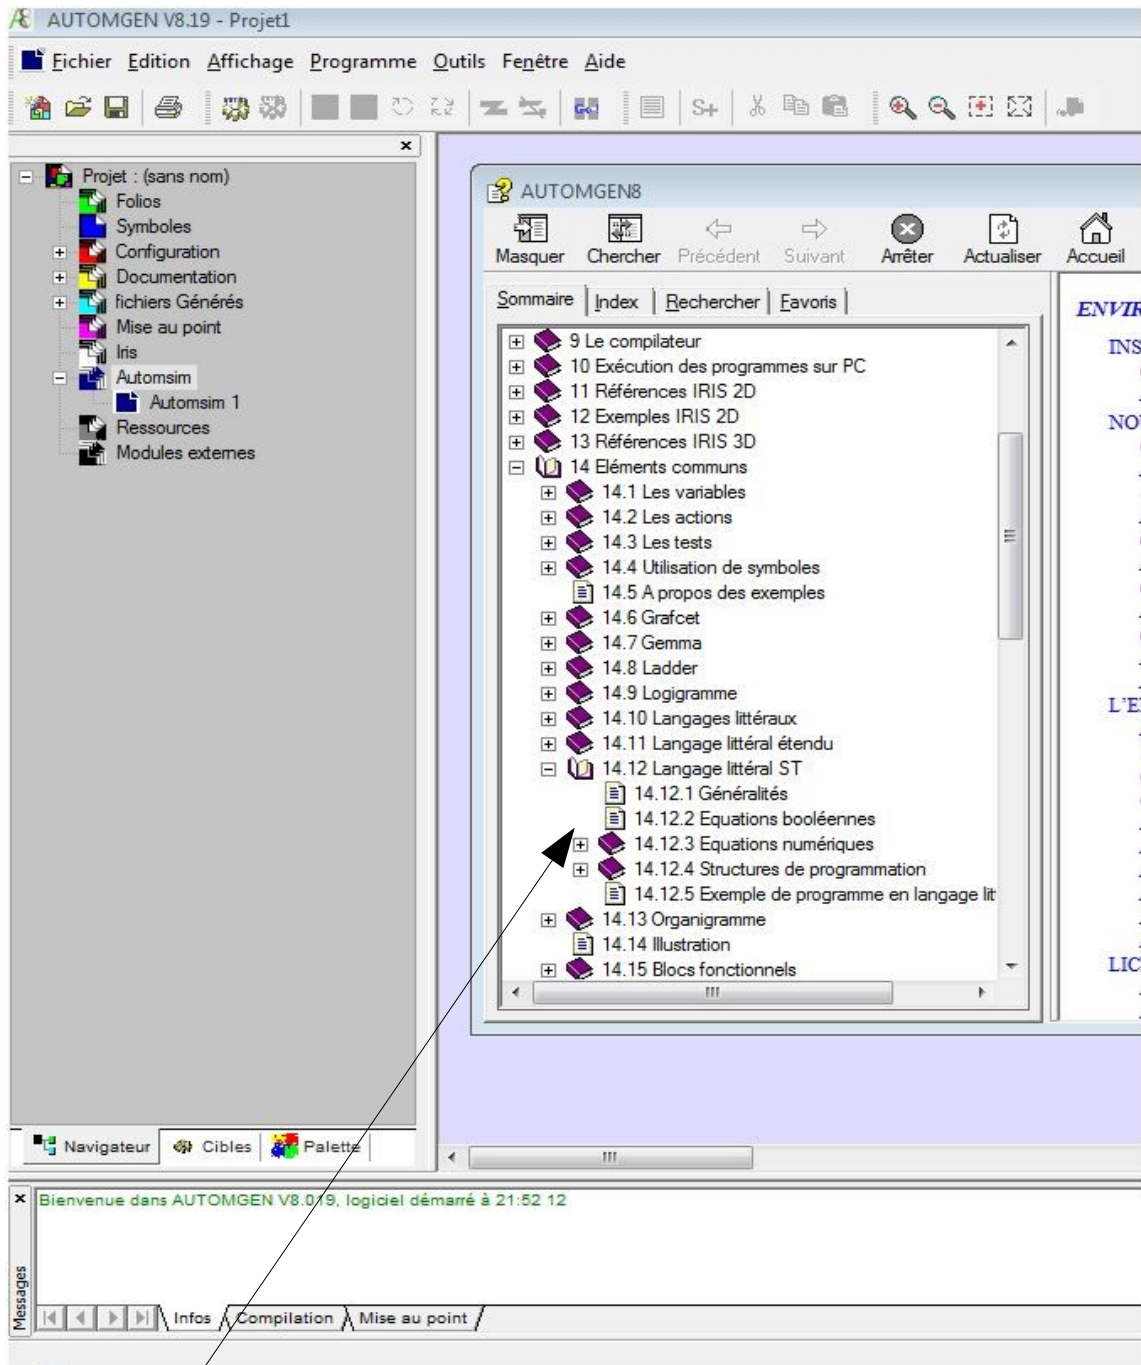 AUTOMGEN V8.19 - Projet1
Fichier Edition Affichage Programme Outils Fenêtre Aide
Go!
S+
Projet : (sans nom)
Folios
Symboles
Configuration
Documentation
fichiers Générés
Mise au point
Iris
Automsim
Automsim 1
Ressources
Modules externes
Navigateur Cibles Palette
AUTOMGEN8
Masquer Chercher Précédent Suivant Arrêter Actualiser Accueil
Sommaire Index Rechercher Favoris
9 Le compilateur
10 Exécution des programmes sur PC
11 Références IRIS 2D
12 Exemples IRIS 2D
13 Références IRIS 3D
14 Eléments communs
14.1 Les variables
14.2 Les actions
14.3 Les tests
14.4 Utilisation de symboles
14.5 A propos des exemples
14.6 Grafcet
14.7 Gemma
14.8 Ladder
14.9 Logigramme
14.10 Langages littéraux
14.11 Langage littéral étendu
14.12 Langage littéral ST
14.12.1 Généralités
14.12.2 Equations booléennes
14.12.3 Equations numériques
14.12.4 Structures de programmation
14.12.5 Exemple de programme en langage lit
14.13 Organigramme
14.14 Illustration
14.15 Blocs fonctionnels
ENVIR
INS
NOU
L'E
LIC
Bienvenue dans AUTOMGEN V8.019, logiciel démarré à 21:52 12
Messages
Infos Compilation Mise au point